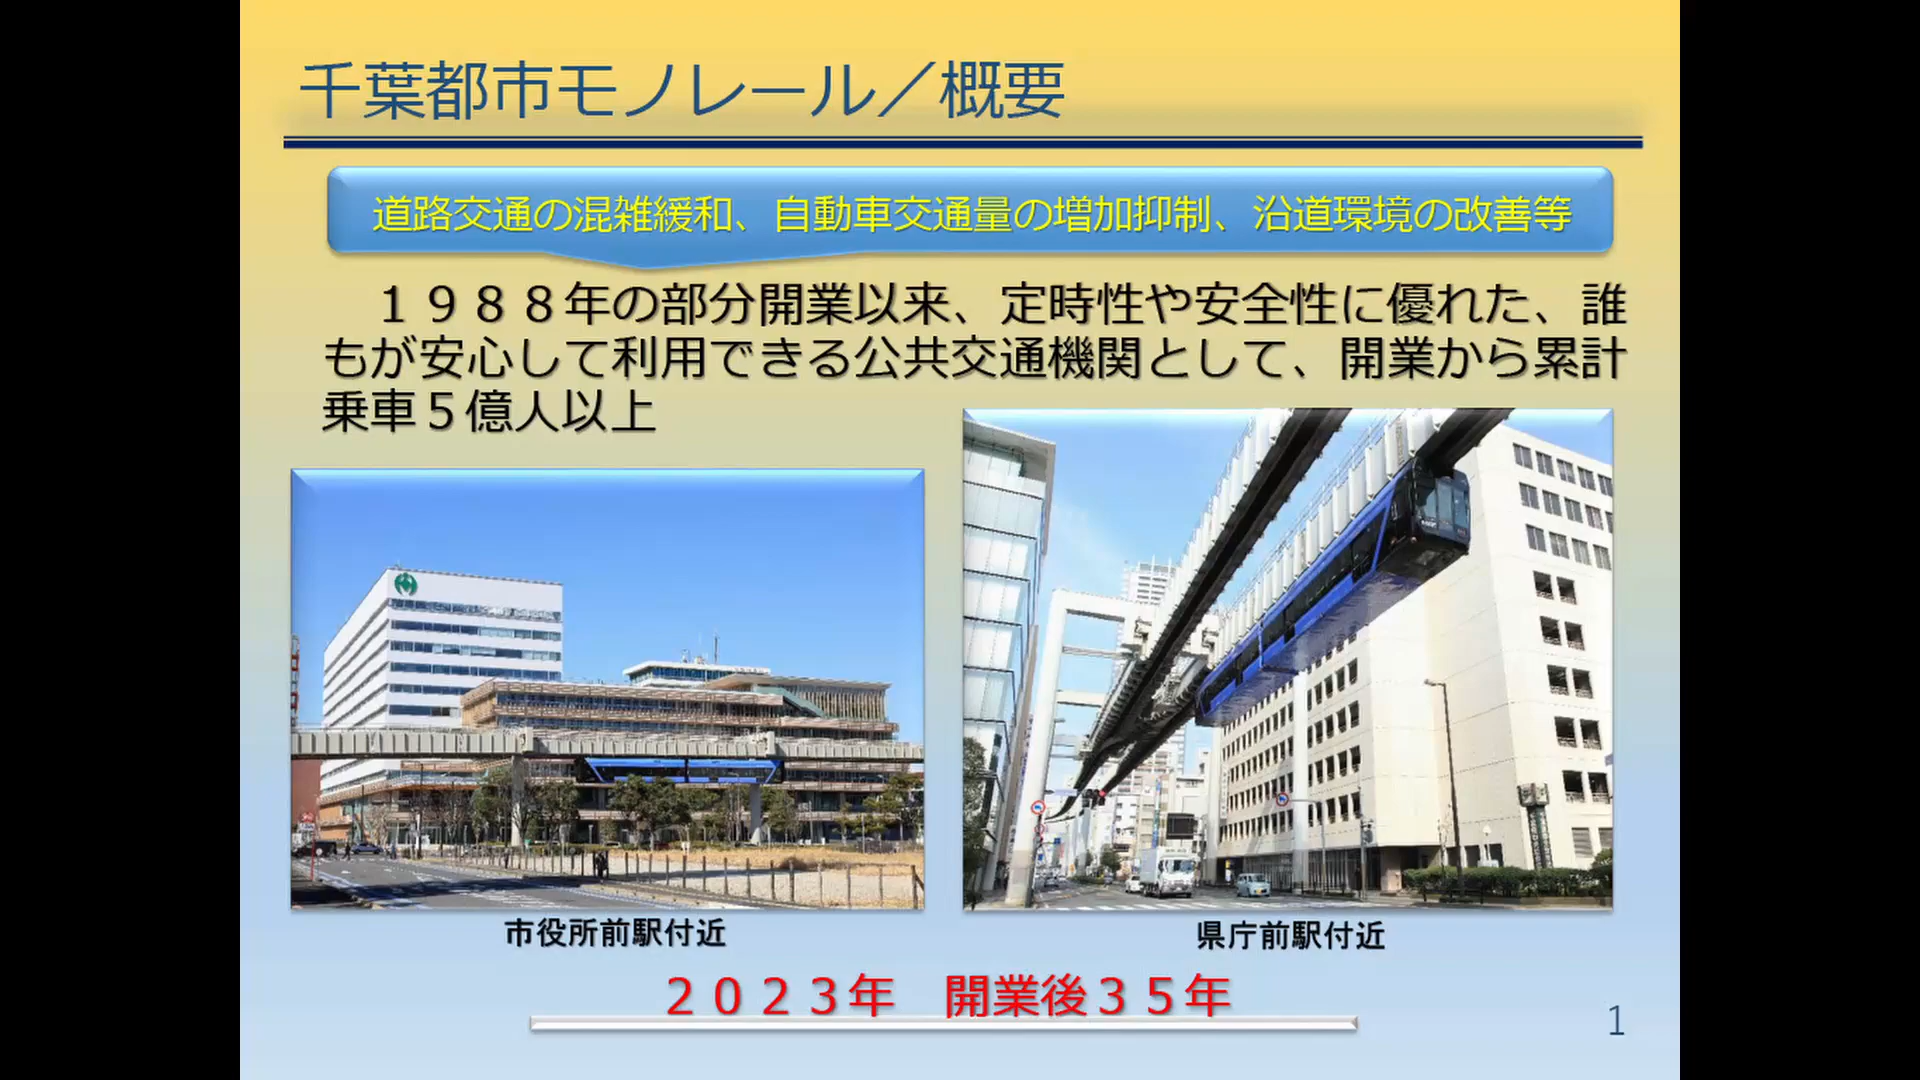 千葉都市モノレール／概要
道路交通の混雑緩和、自動車交通量の増加抑制、沿道環境の改善等
１９８８年の部分開業以来、定時性や安全性に優れた、誰
もが安心して利用できる公共交通機関として、開業から累計
乗車５億人以上
市役所前駅付近
県庁前駅付近
２０２３年　開業後３５年
1